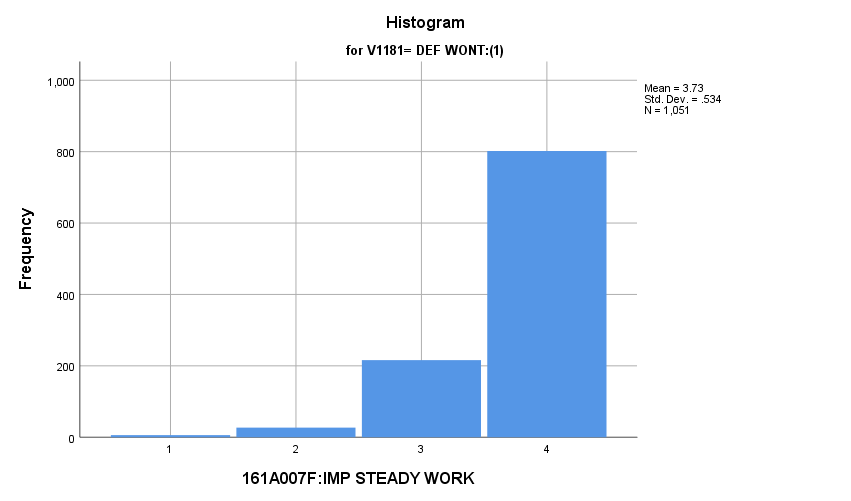 Histogram
for V1181= DEF WONT:(1)
Mean = 3.73
Std. Dev. = .534
N = 1,051
Frequency
1,000
800
600
400
200
0
1 2 3 4
161A007F:IMP STEADY WORK